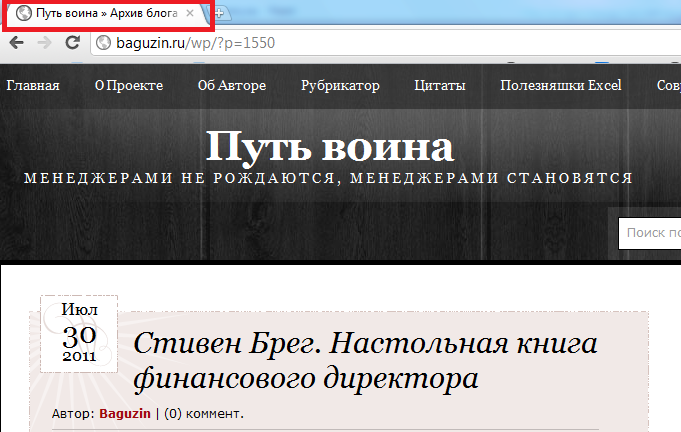 Путь воина » Архив блога
baguzin.ru/wp/?p=1550
Главная О Проекте Об Авторе Рубрикатор Цитаты Полезняшки Excel Сов
Путь воина
МЕНЕДЖЕРАМИ НЕ РОЖДАЮТСЯ, МЕНЕДЖЕРАМИ СТАНОВЯТСЯ
Поиск по
Июл
30
2011
Стивен Брег. Настольная книга
финансового директора
Автор: Baguzin | (0) коммент.